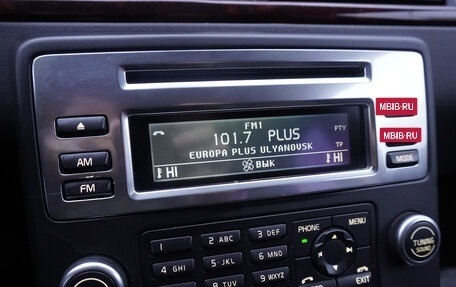 MBIB·RU
MBIB·RU
FM1
101.7 PLUS PTY
EUROPA PLUS ULYANOVSK TP
HI BWK HI
AM
FM
MODE
1 2 ABC 3 DEF
4 GHI 5 JKL 6 MNO
7 PQRS 8 TUV 9 WXYZ
PHONE MENU
EXIT
TUNING
SOUND